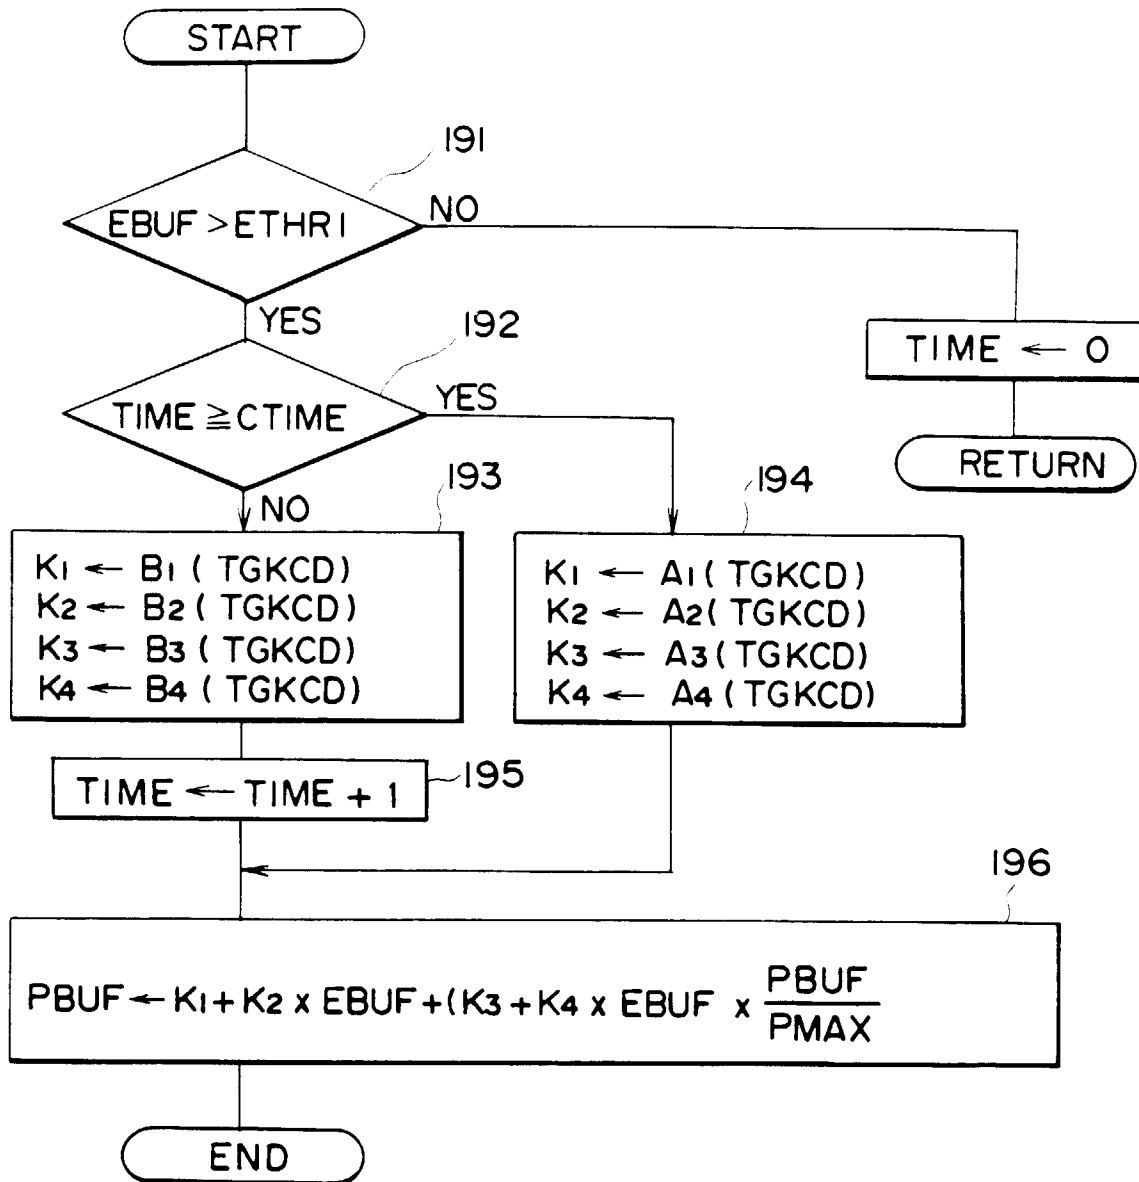 START
191
EBUF > ETHR1
NO
YES
192
TIME ← 0
TIME ≧ CTIME
YES
RETURN
NO
193
194
K1 ← B1 ( TGKCD)
K2 ← B2 ( TGKCD)
K3 ← B3 ( TGKCD)
K4 ← B4 ( TGKCD)
K1 ← A1 ( TGKCD)
K2 ← A2 ( TGKCD)
K3 ← A3 ( TGKCD)
K4 ← A4 ( TGKCD)
TIME ← TIME + 1
195
196
PBUF ← K1 + K2 x EBUF + (K3 + K4 x EBUF x PBUF
PMAX
END